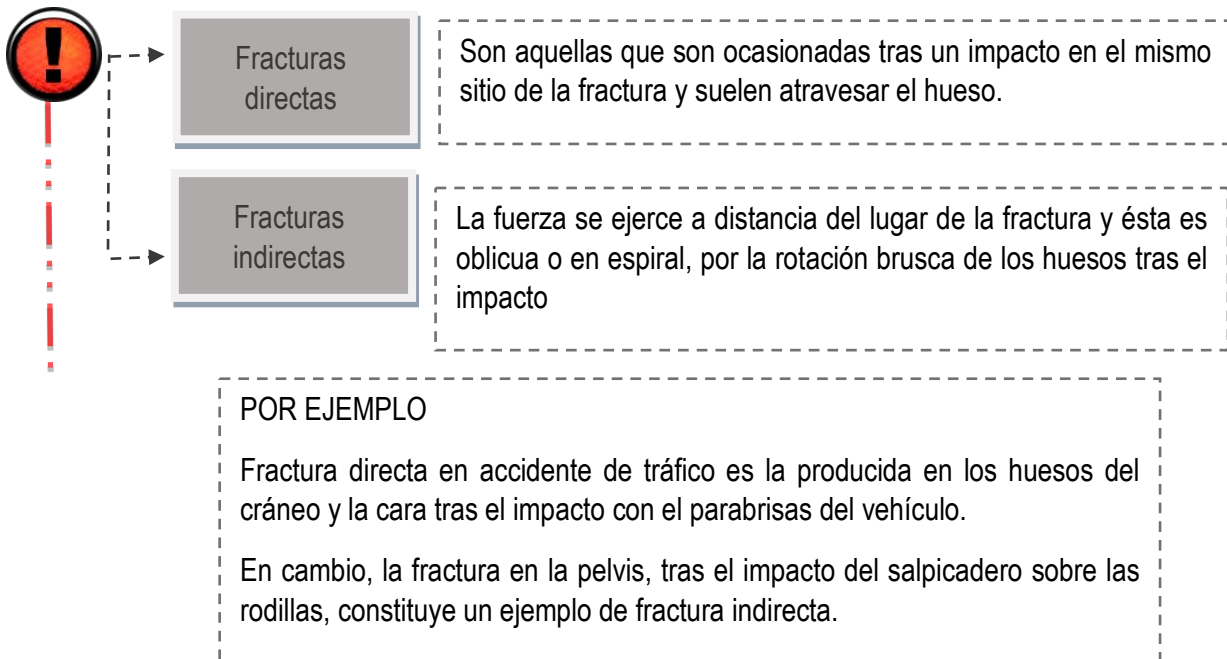 !
Fracturas
directas
Son aquellas que son ocasionadas tras un impacto en el mismo
sitio de la fractura y suelen atravesar el hueso.
Fracturas
indirectas
La fuerza se ejerce a distancia del lugar de la fractura y ésta es
oblicua o en espiral, por la rotación brusca de los huesos tras el
impacto
POR EJEMPLO
Fractura directa en accidente de tráfico es la producida en los huesos del
cráneo y la cara tras el impacto con el parabrisas del vehículo.
En cambio, la fractura en la pelvis, tras el impacto del salpicadero sobre las
rodillas, constituye un ejemplo de fractura indirecta.